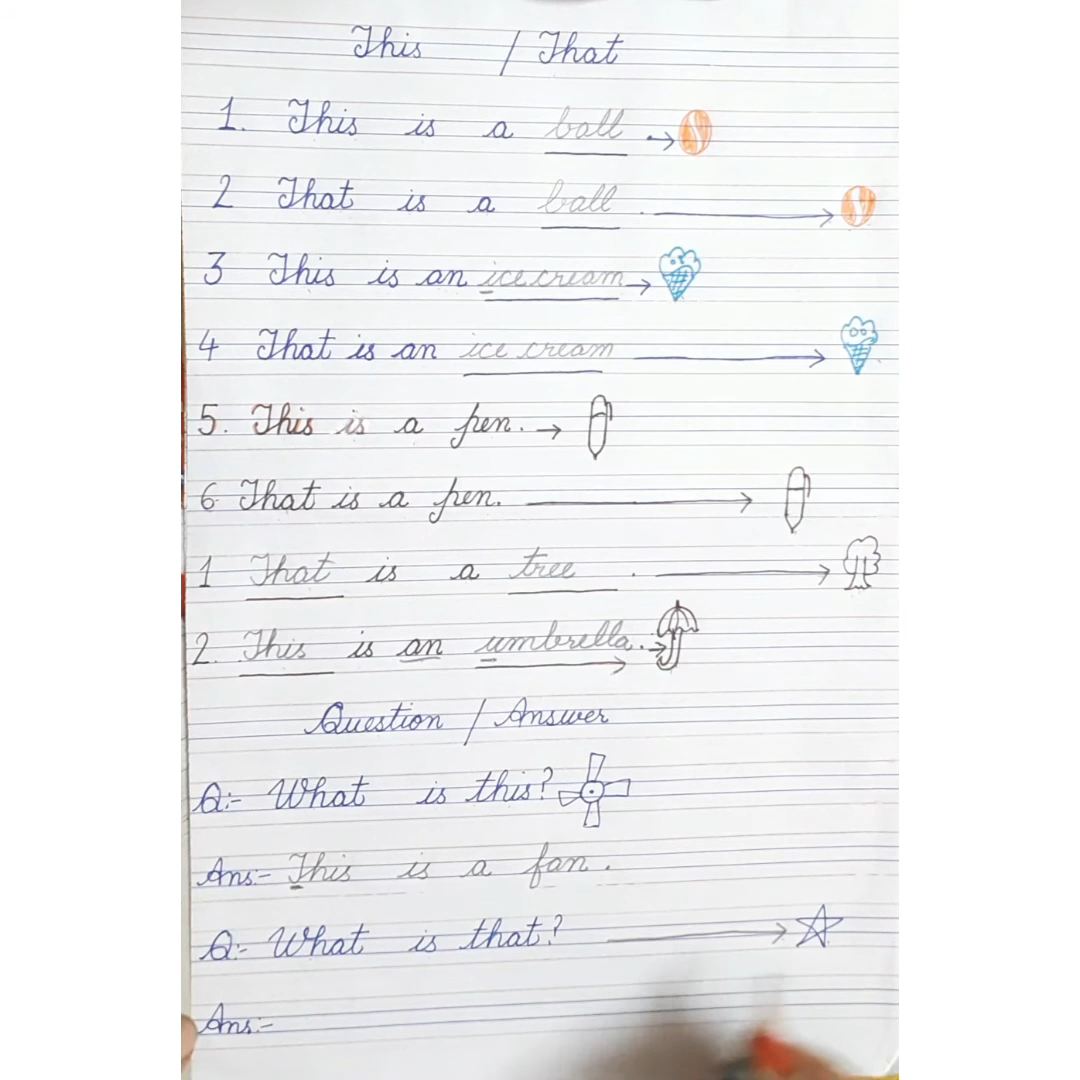 This / That
1. This is a ball
2 That is a ball .
3 This is an icecream
4 That is an ice cream
5. This is a pen.
6 That is a pen.
1 That is a tree .
2. This is an umbrella.
Question / Answer
Q:- What is this?
Ans:- This is a fan.
Q:- What is that?
Ans:-